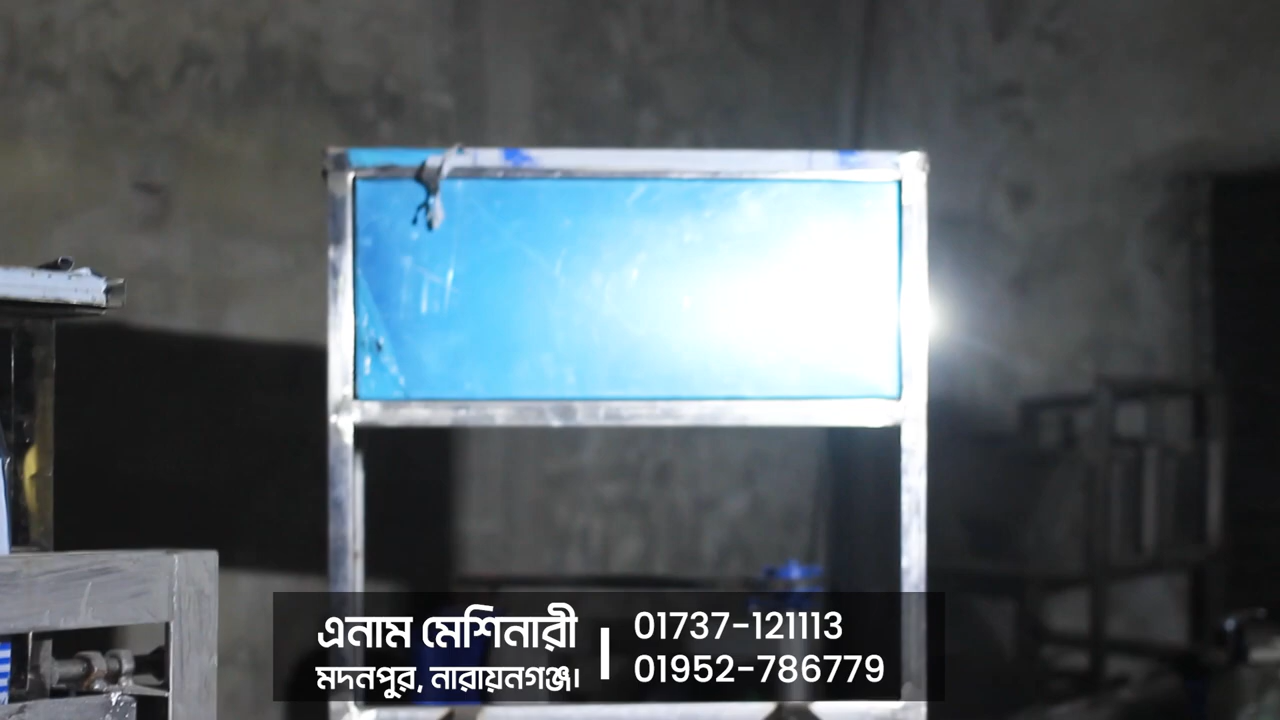 এনাম মেশিনারী
মদনপুর, নারায়নগঞ্জ।
01737-121113
01952-786779